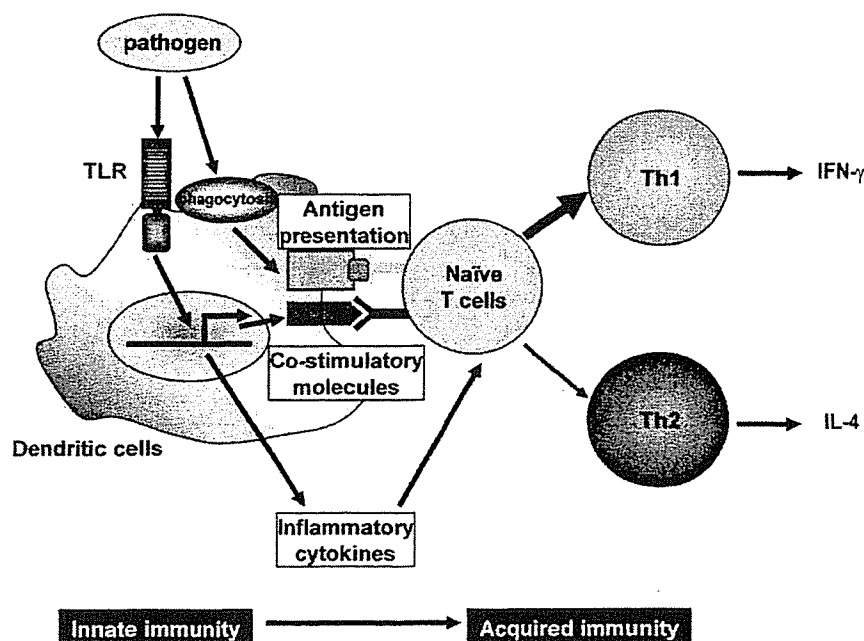 pathogen
TLR
phagocytosis
Antigen
presentation
Th1
IFN-γ
Naïve
T cells
Co-stimulatory
molecules
Th2
IL-4
Dendritic cells
Inflammatory
cytokines
Innate immunity
Acquired immunity